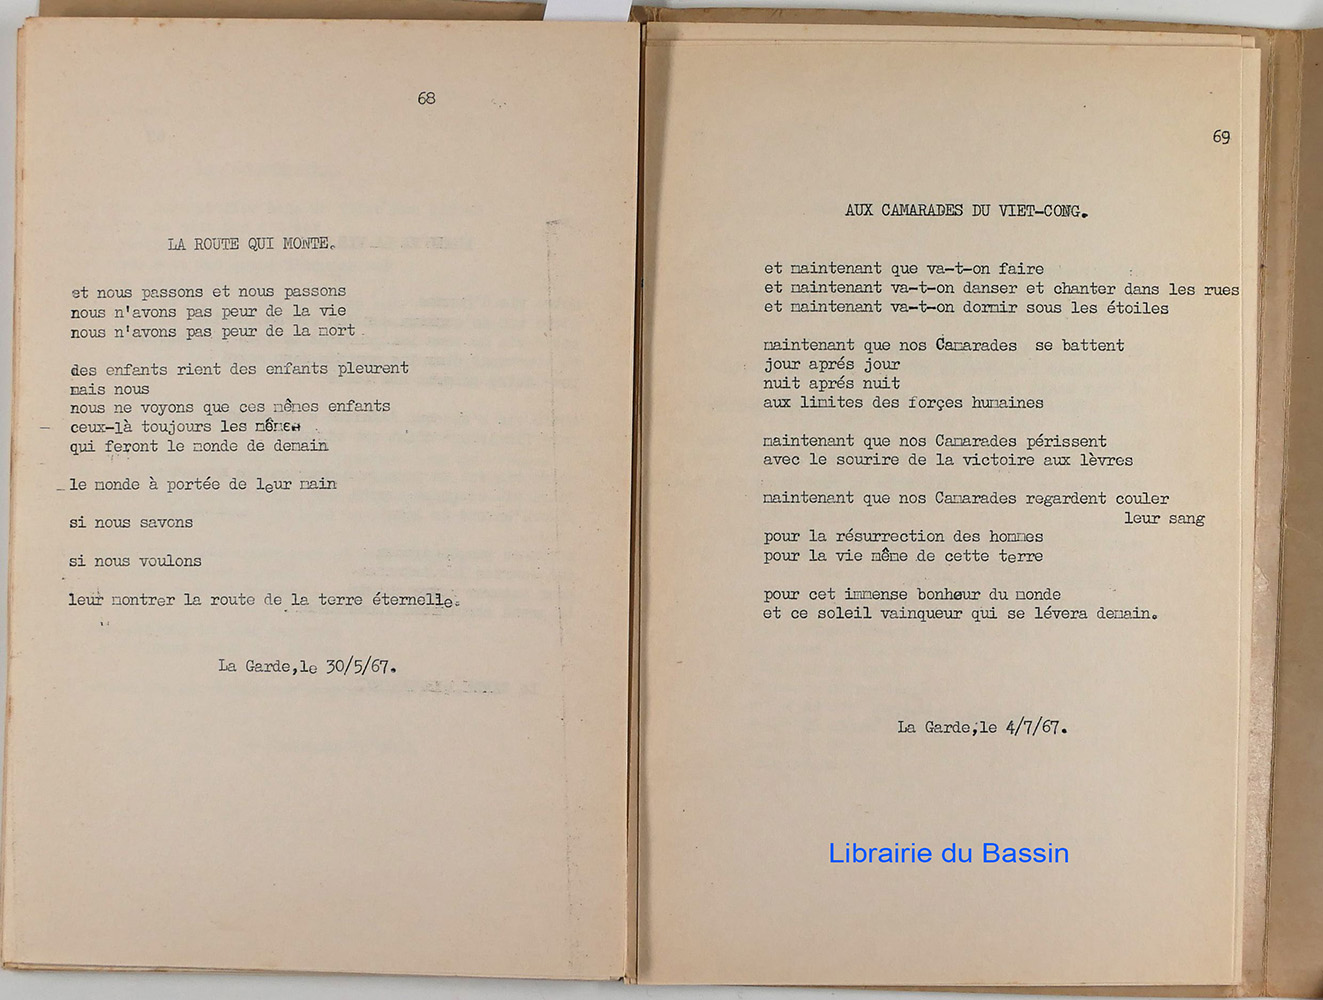 68
LA ROUTE QUI MONTE.
et nous passons et nous passons
nous n'avons pas peur de la vie
nous n'avons pas peur de la mort
des enfants rient des enfants pleurent
mais nous
nous ne voyons que ces mêmes enfants
ceux-là toujours les mêmes
qui feront le monde de demain
le monde à portée de leur main
si nous savons
si nous voulons
leur montrer la route de la terre éternelle.
La Garde,le 30/5/67.
69
AUX CAMARADES DU VIET-CONG.
et maintenant que va-t-on faire
et maintenant va-t-on danser et chanter dans les rues
et maintenant va-t-on dormir sous les étoiles
maintenant que nos Camarades se battent
jour aprés jour
nuit aprés nuit
aux limites des forçes humaines
maintenant que nos Camarades périssent
avec le sourire de la victoire aux lèvres
maintenant que nos Camarades regardent couler
leur sang
pour la résurrection des hommes
pour la vie même de cette terre
pour cet immense bonheur du monde
et ce soleil vainqueur qui se lévera demain.
La Garde,le 4/7/67.
Librairie du Bassin